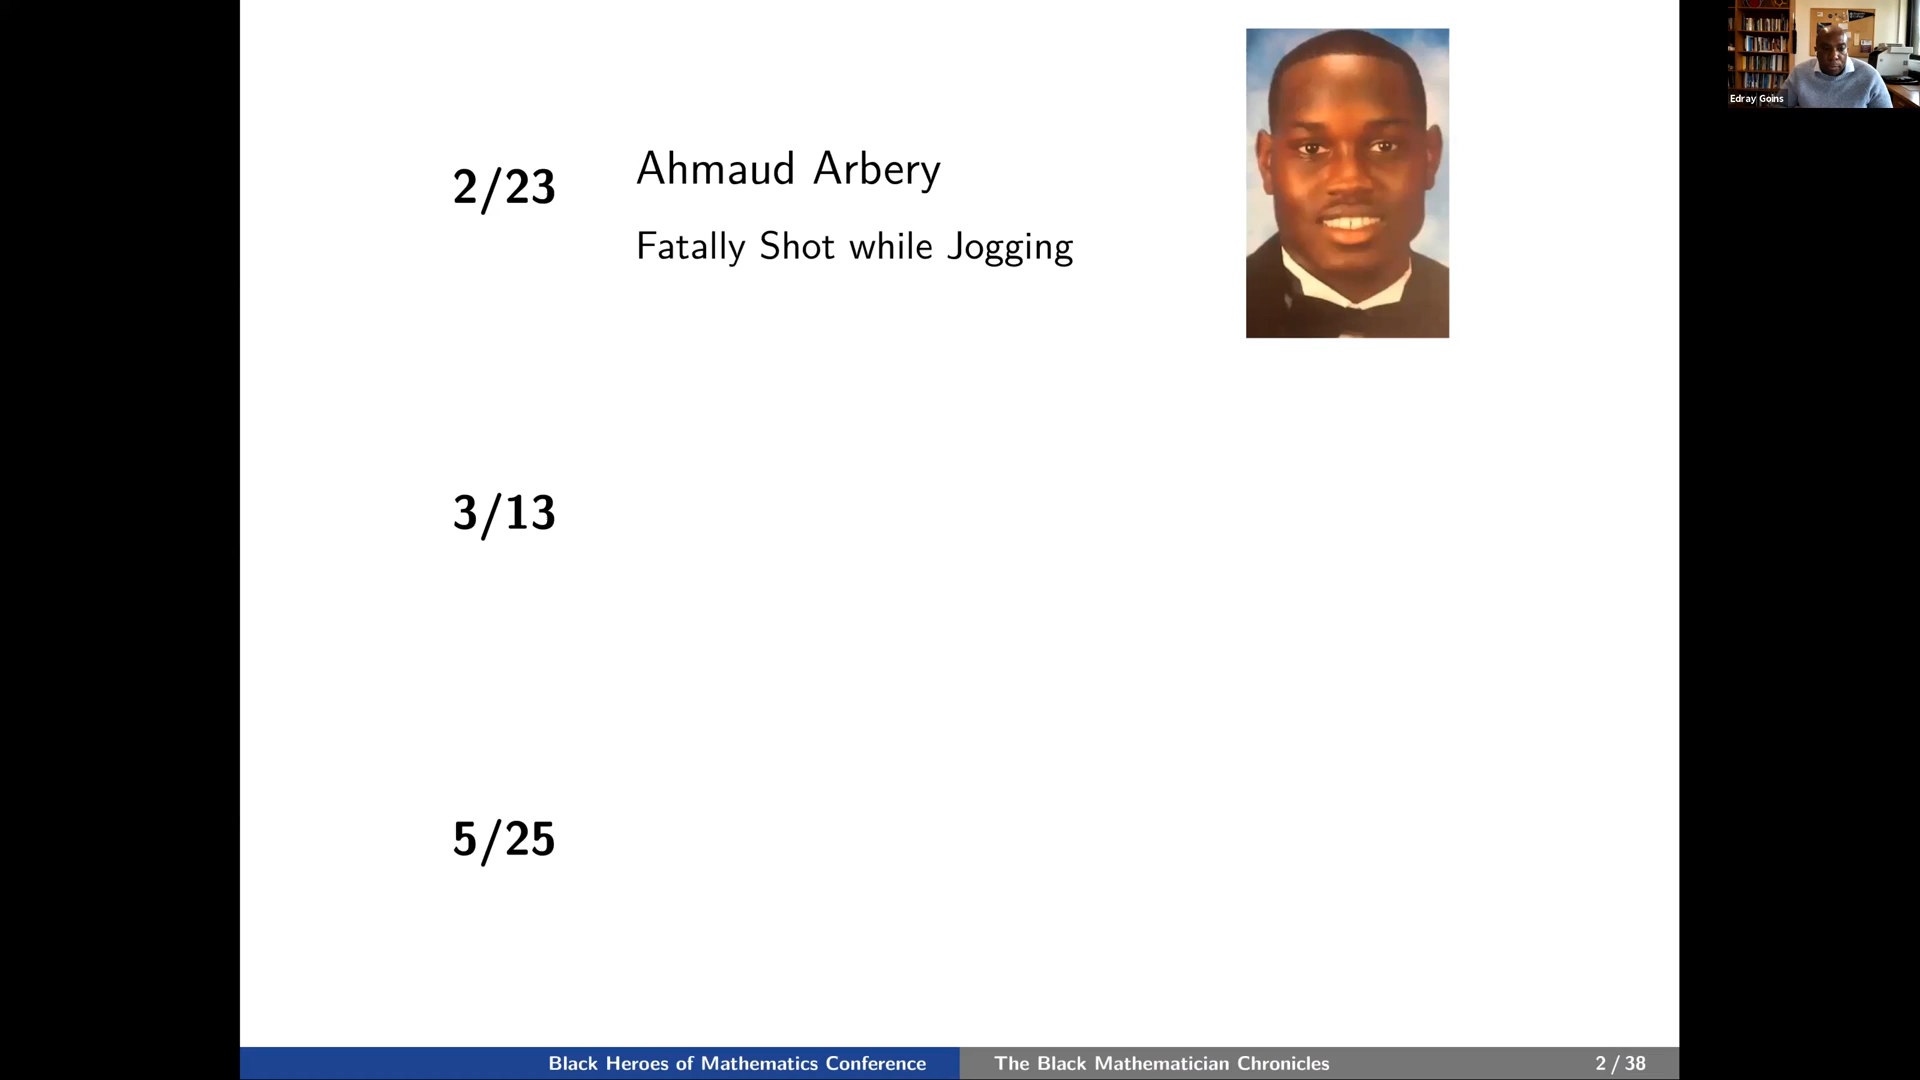 Edray Goins
2/23
Ahmaud Arbery
Fatally Shot while Jogging
3/13
5/25
Black Heroes of Mathematics Conference
The Black Mathematician Chronicles
2 / 38